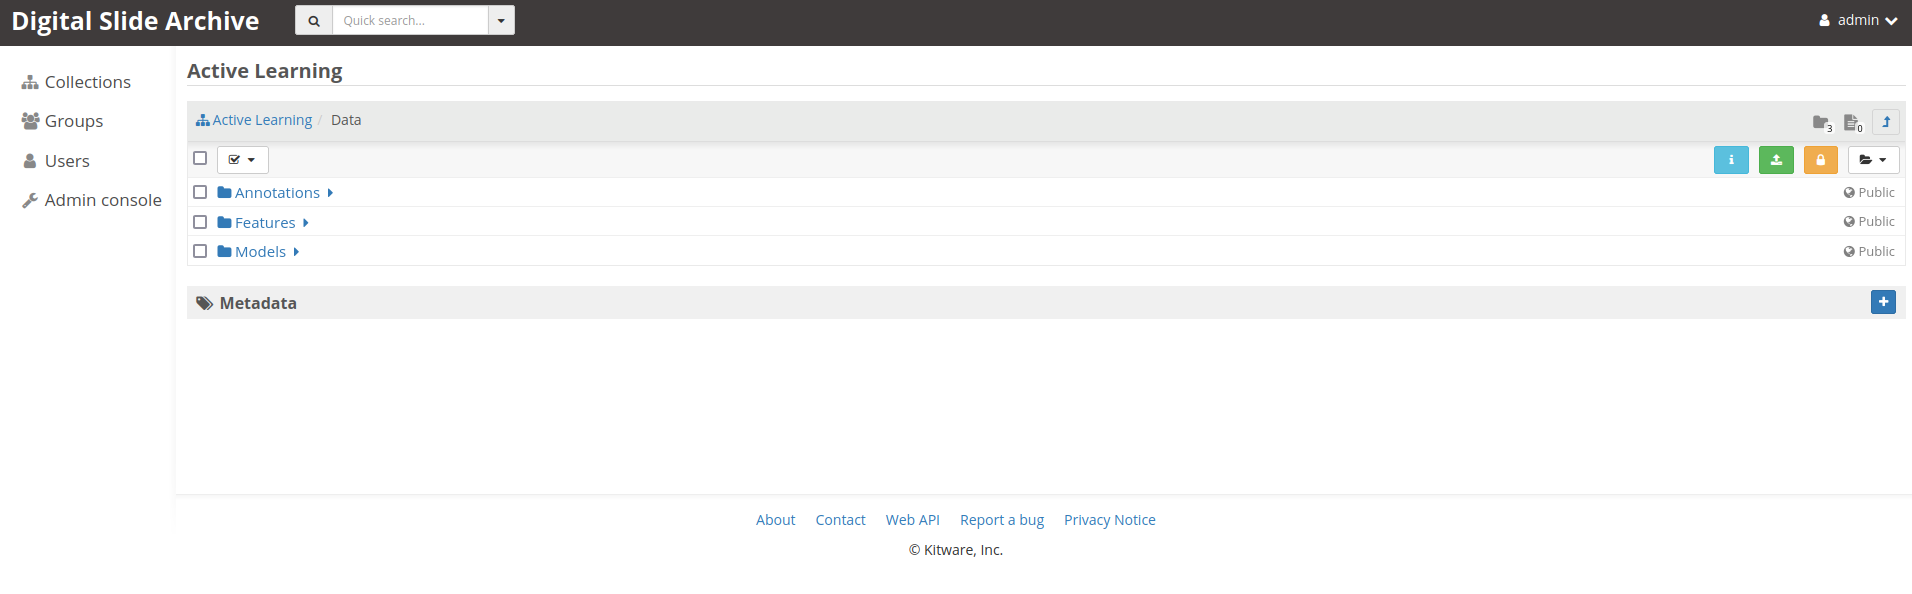 Digital Slide Archive
Quick search...
admin
Collections
Groups
Users
Admin console
Active Learning
Active Learning / Data
3
0
i
Annotations
Public
Features
Public
Models
Public
Metadata
About Contact Web API Report a bug Privacy Notice
© Kitware, Inc.